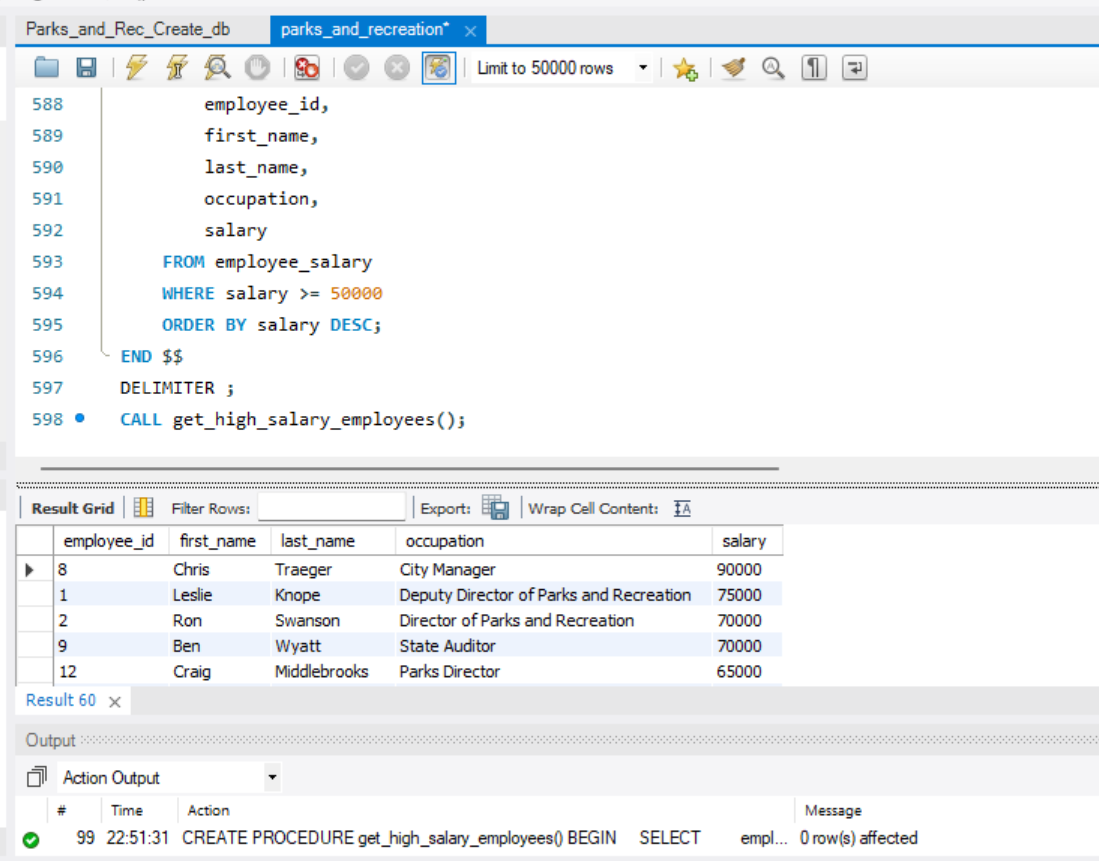 Parks_and_Rec_Create_db parks_and_recreation*
Limit to 50000 rows
588 employee_id,
589 first_name,
590 last_name,
591 occupation,
592 salary
593 FROM employee_salary
594 WHERE salary >= 50000
595 ORDER BY salary DESC;
596 END $$
597 DELIMITER ;
598 CALL get_high_salary_employees();
Result Grid Filter Rows: Export: Wrap Cell Content:
employee_id first_name last_name occupation salary
8 Chris Traeger City Manager 90000
1 Leslie Knope Deputy Director of Parks and Recreation 75000
2 Ron Swanson Director of Parks and Recreation 70000
9 Ben Wyatt State Auditor 70000
12 Craig Middlebrooks Parks Director 65000
Result 60
Output
Action Output
# Time Action Message
99 22:51:31 CREATE PROCEDURE get_high_salary_employees() BEGIN SELECT empl... 0 row(s) affected